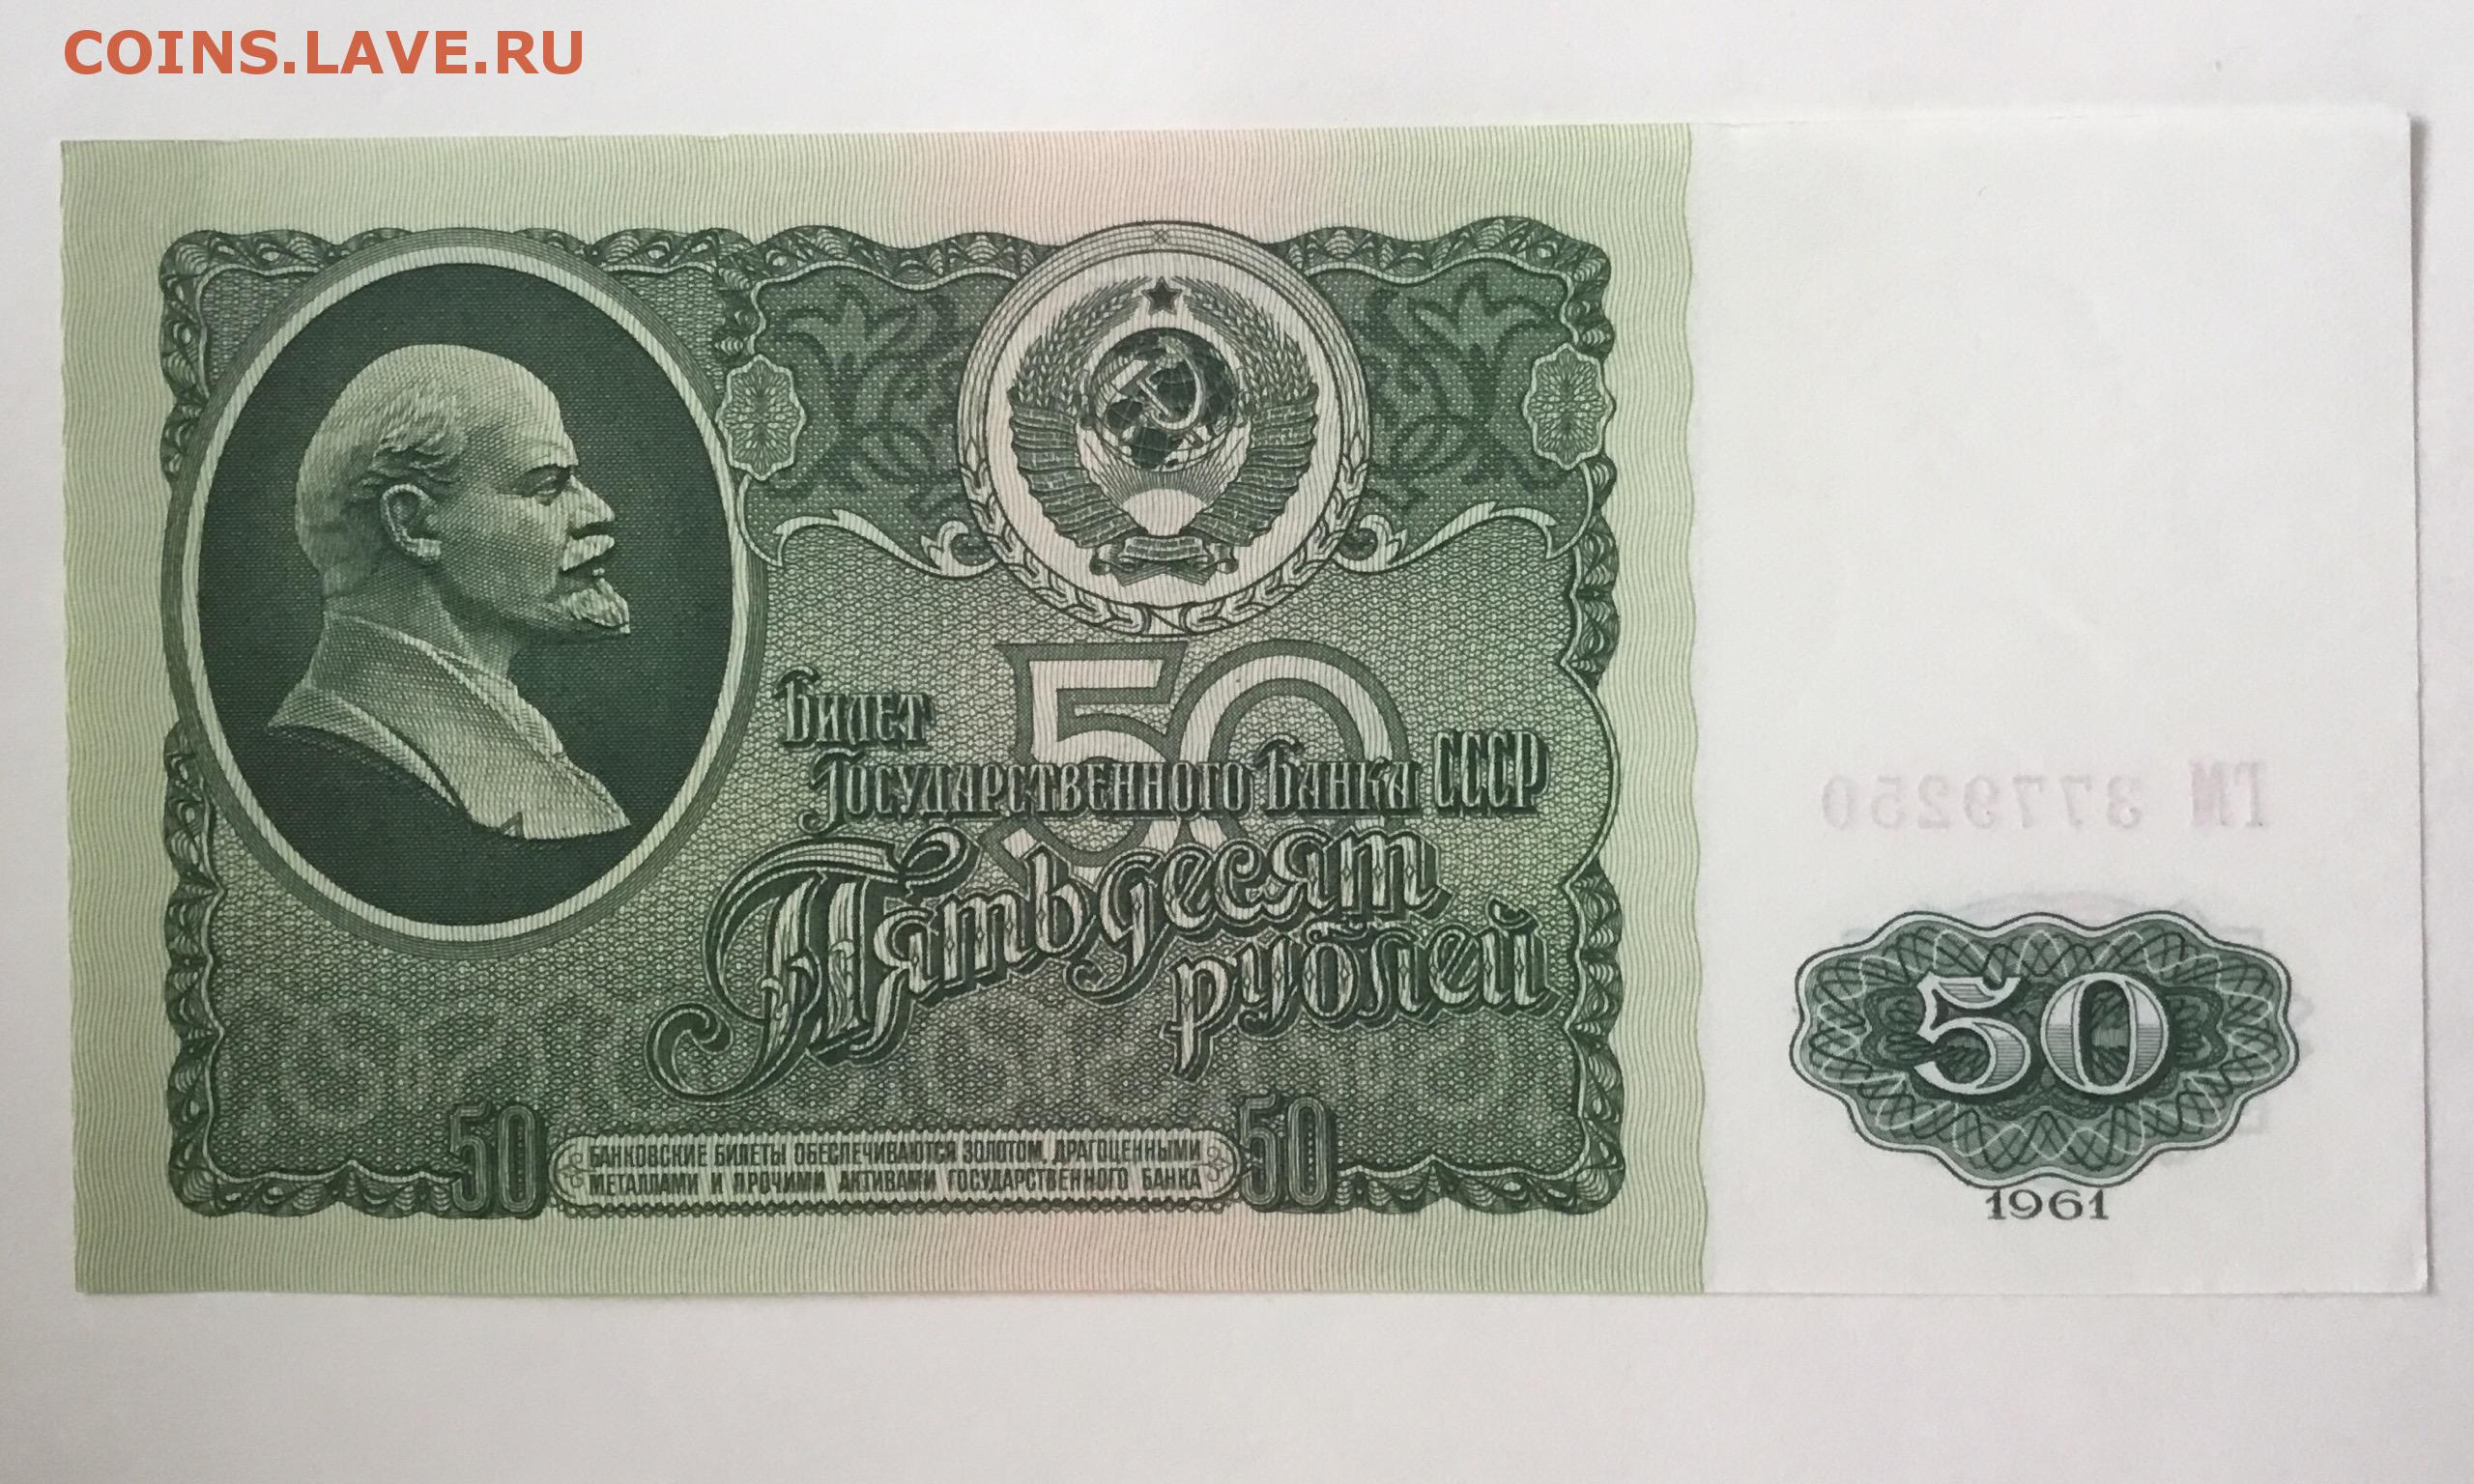 COINS.LAVE.RU
50
Билет
Государственного Банка СССР
Пятьдесят
рублей
ГМ 3779250
50
50
БАНКОВСКИЕ БИЛЕТЫ ОБЕСПЕЧИВАЮТСЯ ЗОЛОТОМ, ДРАГОЦЕННЫМИ
МЕТАЛЛАМИ И ПРОЧИМИ АКТИВАМИ ГОСУДАРСТВЕННОГО БАНКА
50
1961